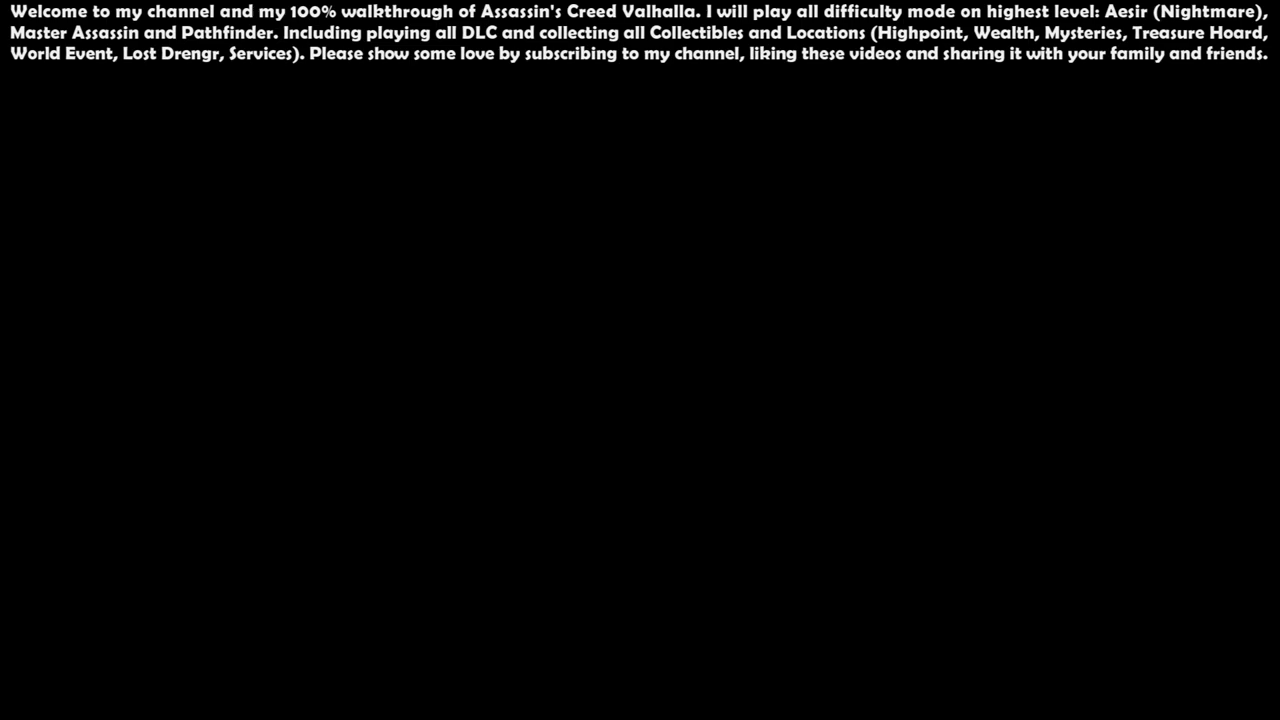 Welcome to my channel and my 100% walkthrough of Assassin's Creed Valhalla. I will play all difficulty mode on highest level: Aesir (Nightmare),
Master Assassin and Pathfinder. Including playing all DLC and collecting all Collectibles and Locations (Highpoint, Wealth, Mysteries, Treasure Hoard,
World Event, Lost Drengr, Services). Please show some love by subscribing to my channel, liking these videos and sharing it with your family and friends.